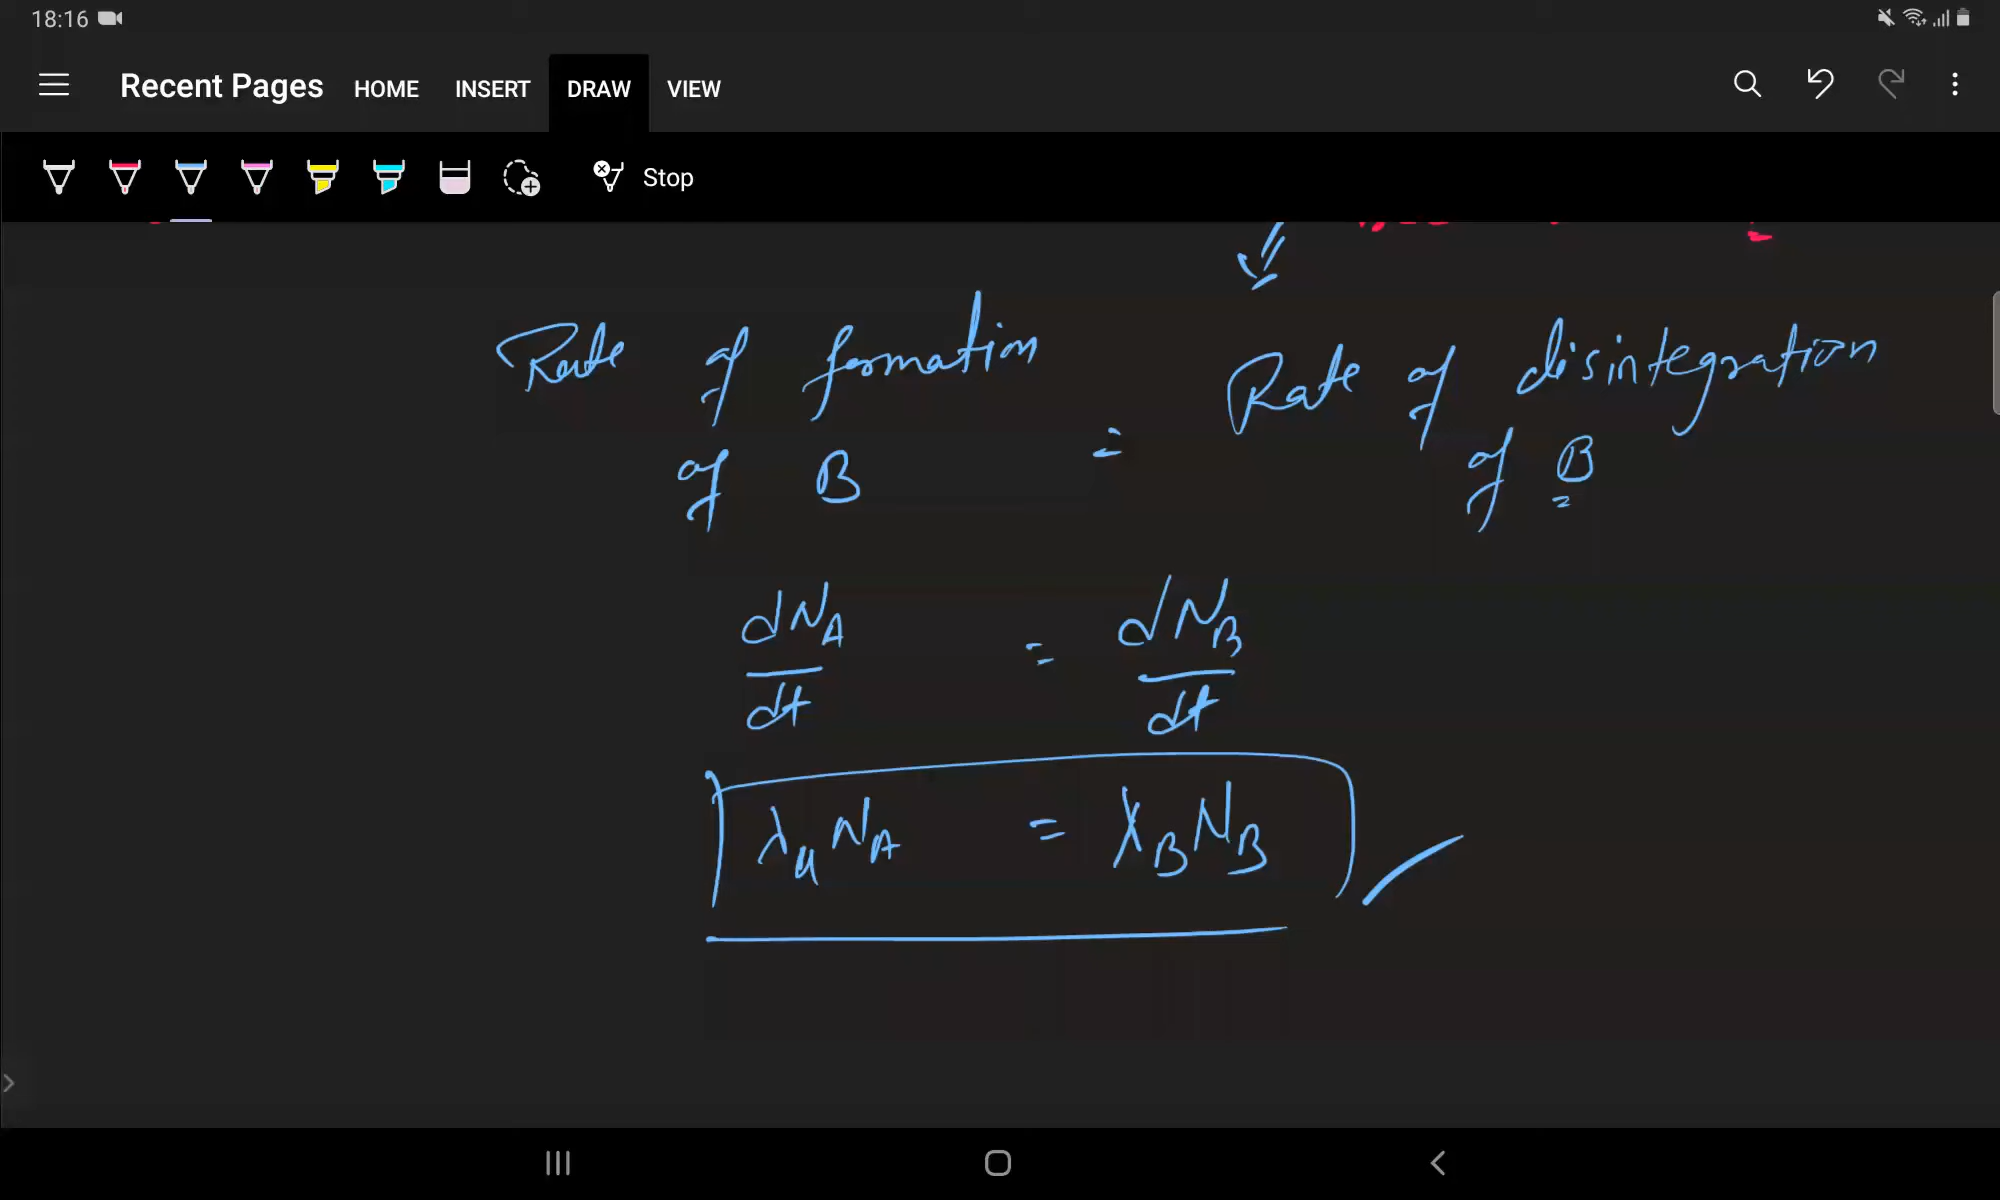 18:16
Recent Pages HOME INSERT DRAW VIEW
Stop
Rate of formation
of B
=
Rate of disintegration
of B
dN_A/dt = dN_B/dt
λ_A N_A = λ_B N_B